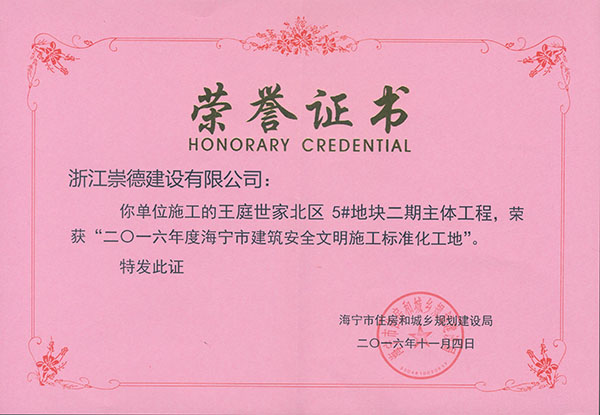 荣誉证书
HONORARY CREDENTIAL
浙江崇德建设有限公司：
你单位施工的王庭世家北区 5#地块二期主体工程，荣
获“二〇一六年度海宁市建筑安全文明施工标准化工地”。
特发此证
海宁市住房和城乡规划建设局
二〇一六年十一月四日